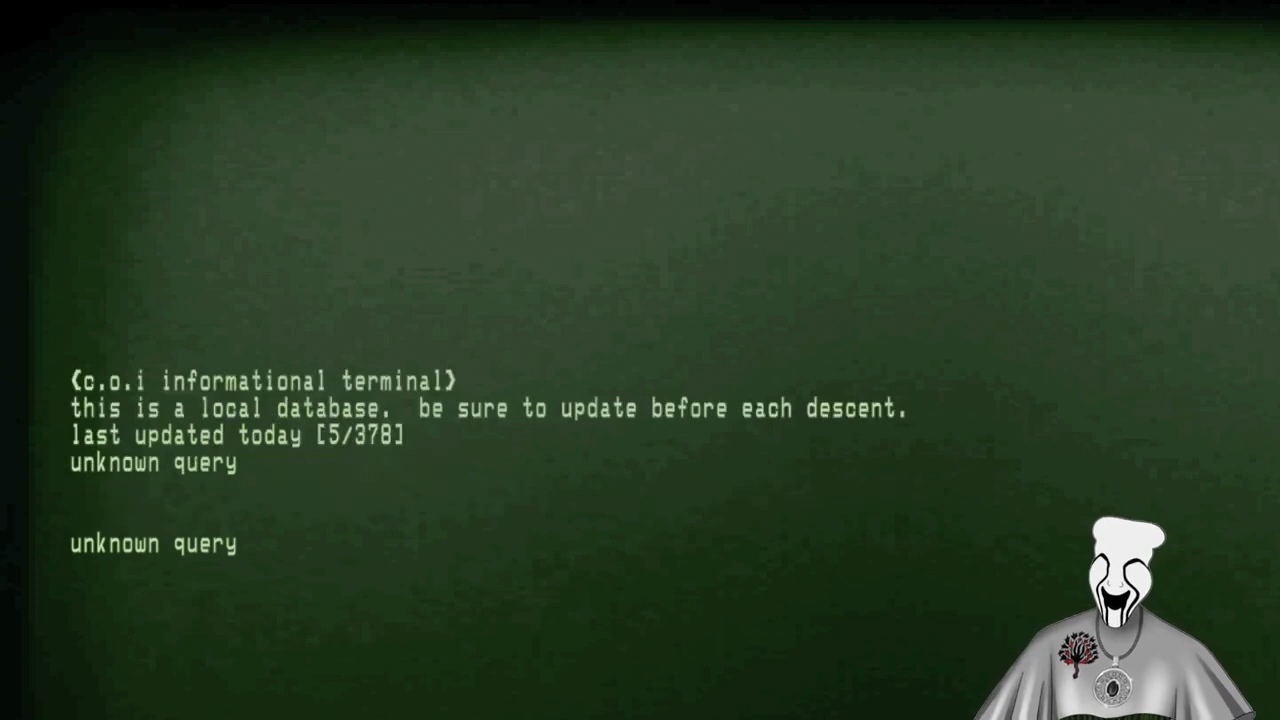 (c.o.i informational terminal)
this is a local database.  be sure to update before each descent.
last updated today [5/378]
unknown query
unknown query